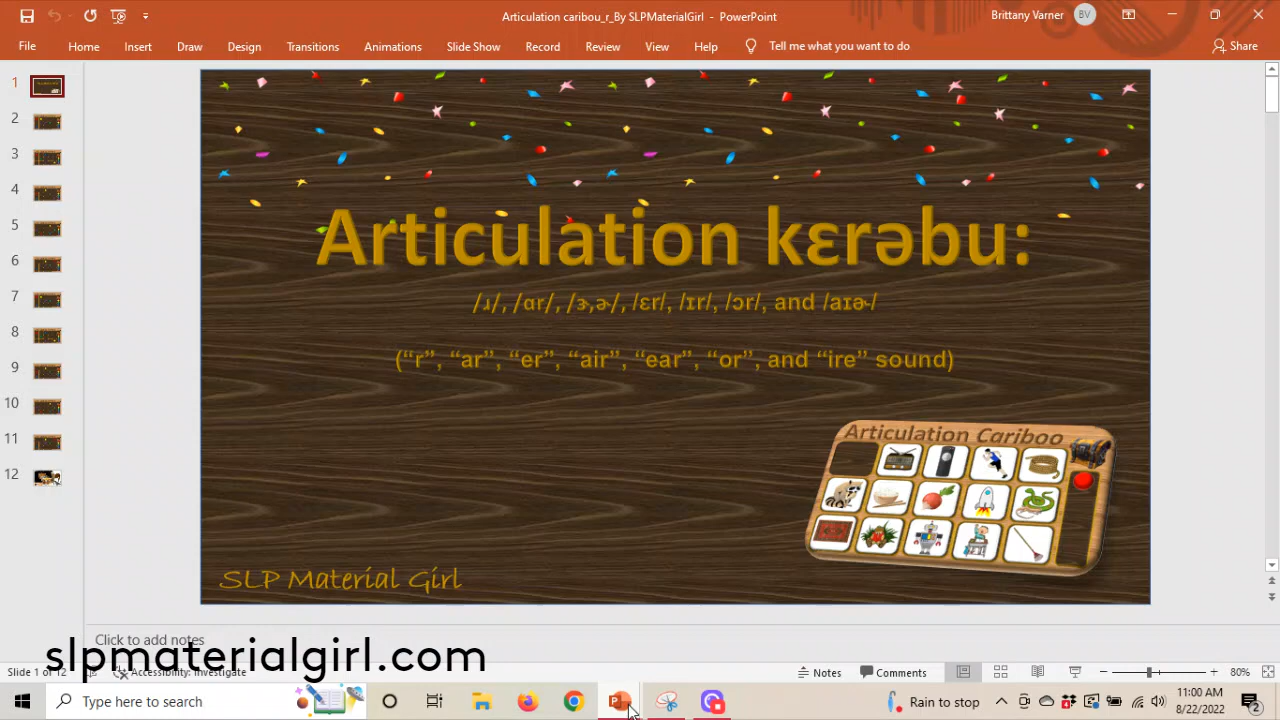 Articulation caribou_r_By SLPMaterialGirl - PowerPoint
Brittany Varner
BV
File
Home
Insert
Draw
Design
Transitions
Animations
Slide Show
Record
Review
View
Help
Tell me what you want to do
Share
1
2
3
4
5
6
7
8
9
10
11
12
Articulation kɛrəbu:
/ɹ/, /ɑr/, /ɝ,ɚ/, /ɛr/, /ɪr/, /ɔr/, and /aɪɚ/
(“r”, “ar”, “er”, “air”, “ear”, “or”, and “ire” sound)
Articulation Cariboo
SLP Material Girl
Click to add notes
slpmaterialgirl.com
Slide 1 of 12
Accessibility: Investigate
Notes
Comments
80%
Type here to search
Rain to stop
11:00 AM
8/22/2022
2